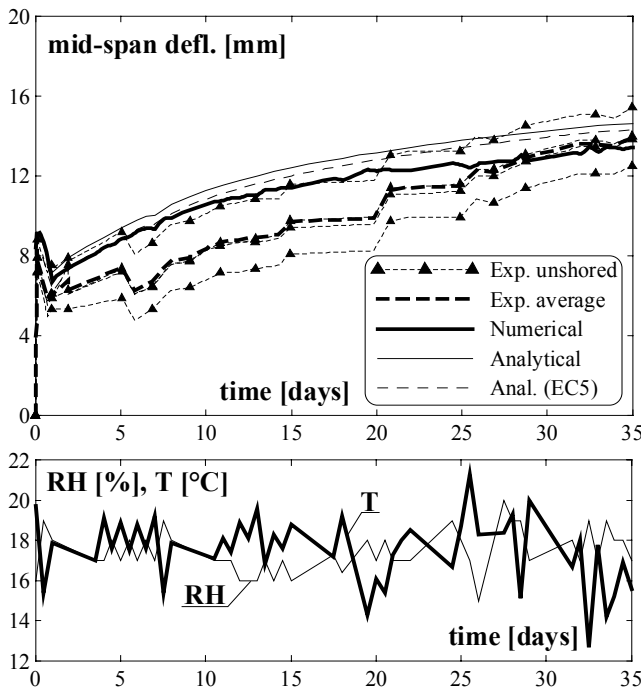 mid-span defl. [mm]
20
16
12
8
4
0
Exp. unshored
Exp. average
Numerical
Analytical
Anal. (EC5)
time [days]
0 5 10 15 20 25 30 35
RH [%], T [°C]
22
20
18
16
14
12
T
RH
time [days]
0 5 10 15 20 25 30 35